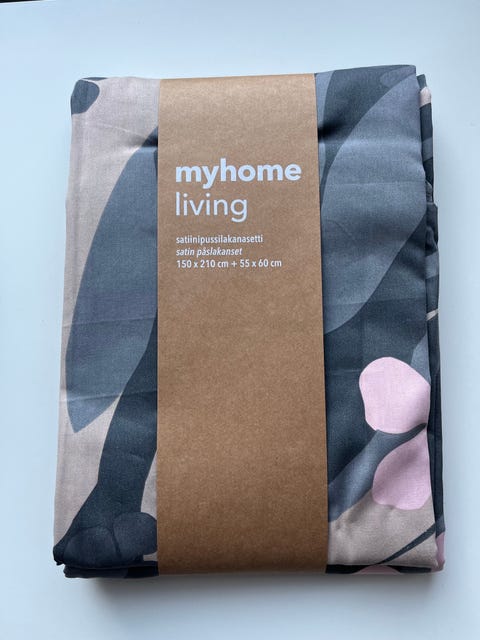 myhome
living
satiinipussilakanasetti
satin påslakanset
150 x 210 cm + 55 x 60 cm